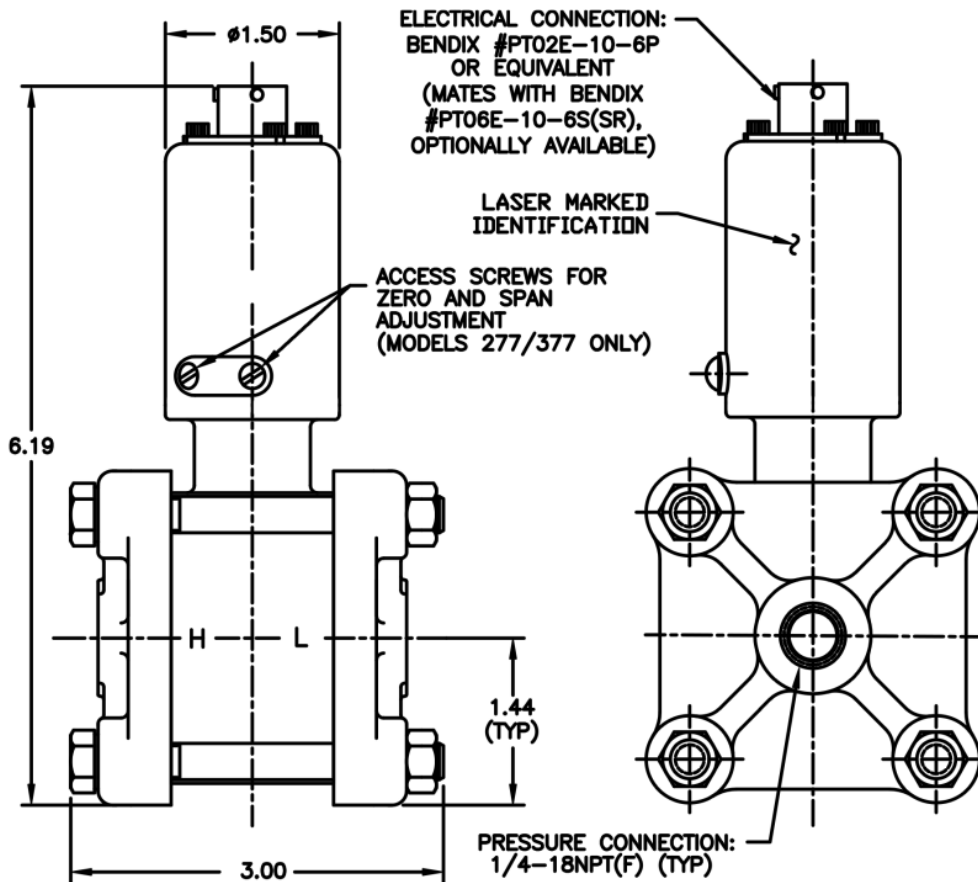 ø1.50
ELECTRICAL CONNECTION:
BENDIX #PT02E-10-6P
OR EQUIVALENT
(MATES WITH BENDIX
#PT06E-10-6S(SR),
OPTIONALLY AVAILABLE)
LASER MARKED
IDENTIFICATION
ACCESS SCREWS FOR
ZERO AND SPAN
ADJUSTMENT
(MODELS 277/377 ONLY)
6.19
H L
1.44
(TYP)
PRESSURE CONNECTION:
1/4-18NPT(F) (TYP)
3.00